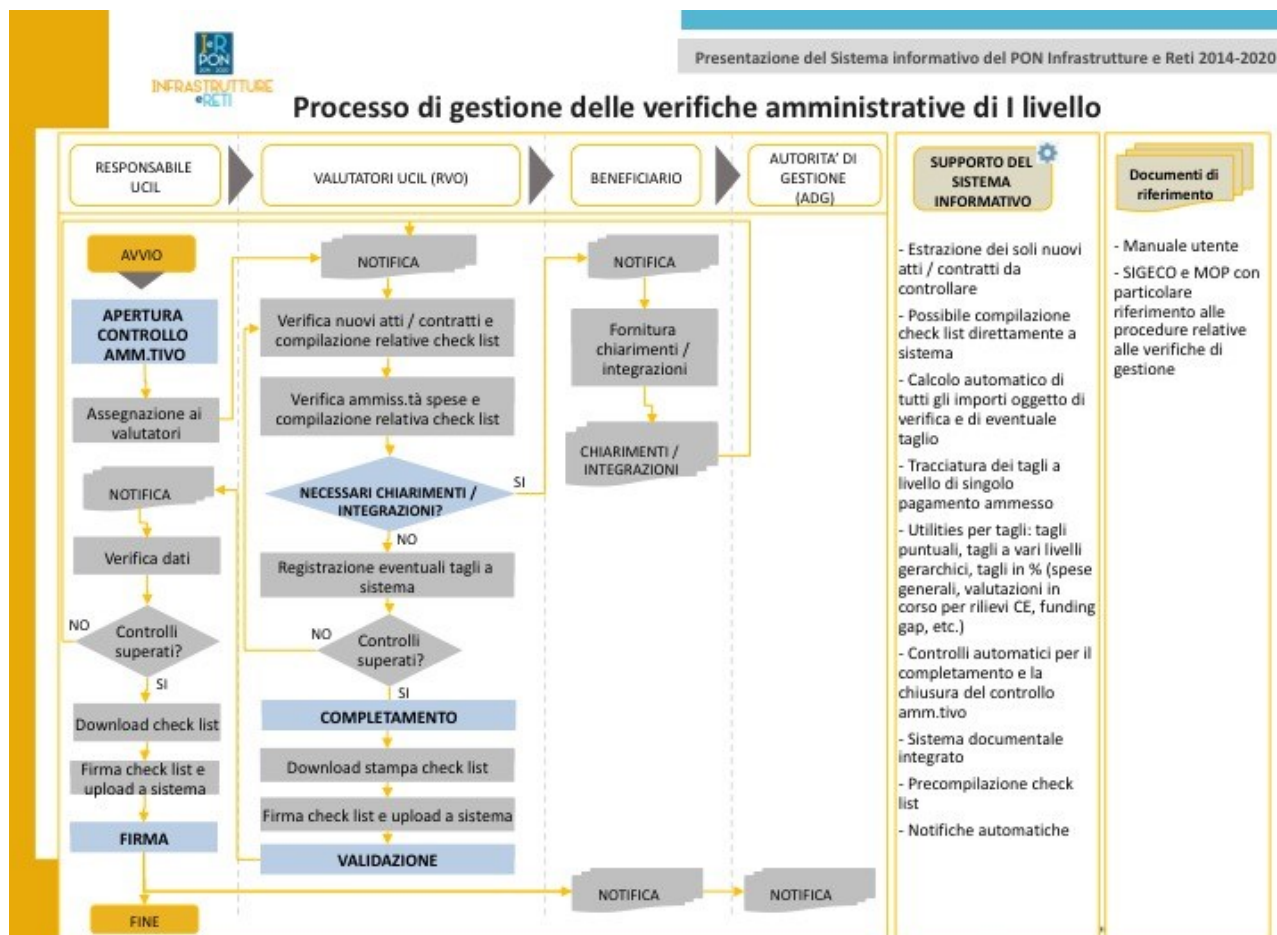 J&R
PON
2014 - 2020
INFRASTRUTTURE
eRETI
Presentazione del Sistema informativo del PON Infrastrutture e Reti 2014-2020
Processo di gestione delle verifiche amministrative di I livello
RESPONSABILE
UCIL
VALUTATORI UCIL (RVO)
BENEFICIARIO
AUTORITA' DI
GESTIONE
(ADG)
SUPPORTO DEL
SISTEMA
INFORMATIVO
Documenti di
riferimento
AVVIO
APERTURA
CONTROLLO
AMM.TIVO
Assegnazione ai
valutatori
NOTIFICA
Verifica dati
NO
Controlli
superati?
SI
Download check list
Firma check list e
upload a sistema
FIRMA
FINE
NOTIFICA
Verifica nuovi atti / contratti e
compilazione relative check list
Verifica ammiss.tà spese e
compilazione relativa check list
NECESSARI CHIARIMENTI /
INTEGRAZIONI?
SI
NO
Registrazione eventuali tagli a
sistema
NO
Controlli
superati?
SI
COMPLETAMENTO
Download stampa check list
Firma check list e upload a sistema
VALIDAZIONE
NOTIFICA
Fornitura
chiarimenti /
integrazioni
CHIARIMENTI /
INTEGRAZIONI
NOTIFICA
NOTIFICA
- Estrazione dei soli nuovi
atti / contratti da
controllare
- Possibile compilazione
check list direttamente a
sistema
- Calcolo automatico di
tutti gli importi oggetto di
verifica e di eventuale
taglio
- Tracciatura dei tagli a
livello di singolo
pagamento ammesso
- Utilities per tagli: tagli
puntuali, tagli a vari livelli
gerarchici, tagli in % (spese
generali, valutazioni in
corso per rilievi CE, funding
gap, etc.)
- Controlli automatici per il
completamento e la
chiusura del controllo
amm.tivo
- Sistema documentale
integrato
- Precompilazione check
list
- Notifiche automatiche
- Manuale utente
- SIGECO e MOP con
particolare
riferimento alle
procedure relative
alle verifiche di
gestione